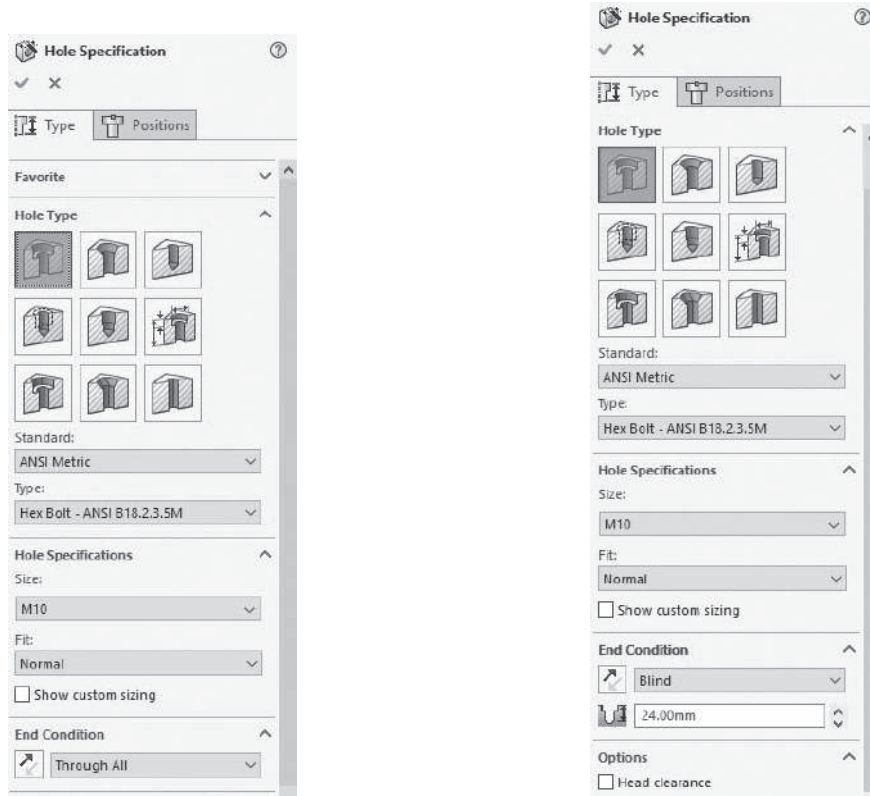 Hole Specification
Type
Positions
Favorite
Hole Type
Standard:
ANSI Metric
Type:
Hex Bolt - ANSI B18.2.3.5M
Hole Specifications
Size:
M10
Fit:
Normal
Show custom sizing
End Condition
Through All
Hole Specification
Type
Positions
Hole Type
Standard:
ANSI Metric
Type:
Hex Bolt - ANSI B18.2.3.5M
Hole Specifications
Size:
M10
Fit:
Normal
Show custom sizing
End Condition
Blind
24.00mm
Options
Head clearance